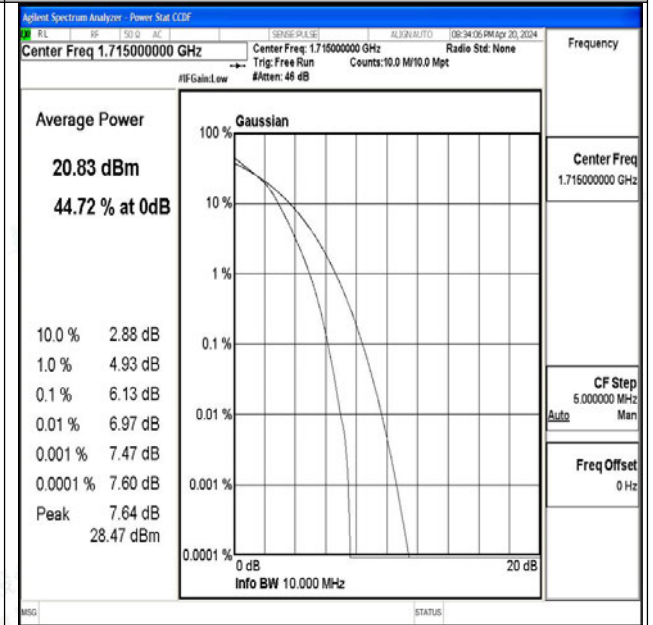 Agilent Spectrum Analyzer - Power Stat CCDF
RL RF 50 Ω AC SENSE:PULSE ALIGN AUTO 08:34:06 PM Apr 20, 2024
Center Freq 1.715000000 GHz
Center Freq: 1.715000000 GHz Radio Std: None
Trig: Free Run Counts:10.0 M/10.0 Mpt
#IFGain:Low #Atten: 46 dB
Frequency
Average Power
20.83 dBm
44.72 % at 0dB
10.0 % 2.88 dB
1.0 % 4.93 dB
0.1 % 6.13 dB
0.01 % 6.97 dB
0.001 % 7.47 dB
0.0001 % 7.60 dB
Peak 7.64 dB
28.47 dBm
Gaussian
100 %
10 %
1 %
0.1 %
0.01 %
0.001 %
0.0001 %
0 dB 20 dB
Info BW 10.000 MHz
Center Freq
1.715000000 GHz
CF Step
5.000000 MHz
Auto Man
Freq Offset
0 Hz
MSG STATUS